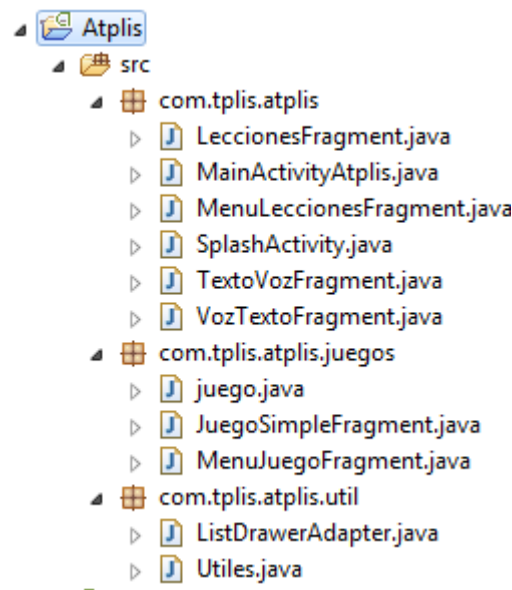 Atplis
src
com.tplis.atplis
LeccionesFragment.java
MainActivityAtplis.java
MenuLeccionesFragment.java
SplashActivity.java
TextoVozFragment.java
VozTextoFragment.java
com.tplis.atplis.juegos
juego.java
JuegoSimpleFragment.java
MenuJuegoFragment.java
com.tplis.atplis.util
ListDrawerAdapter.java
Utiles.java